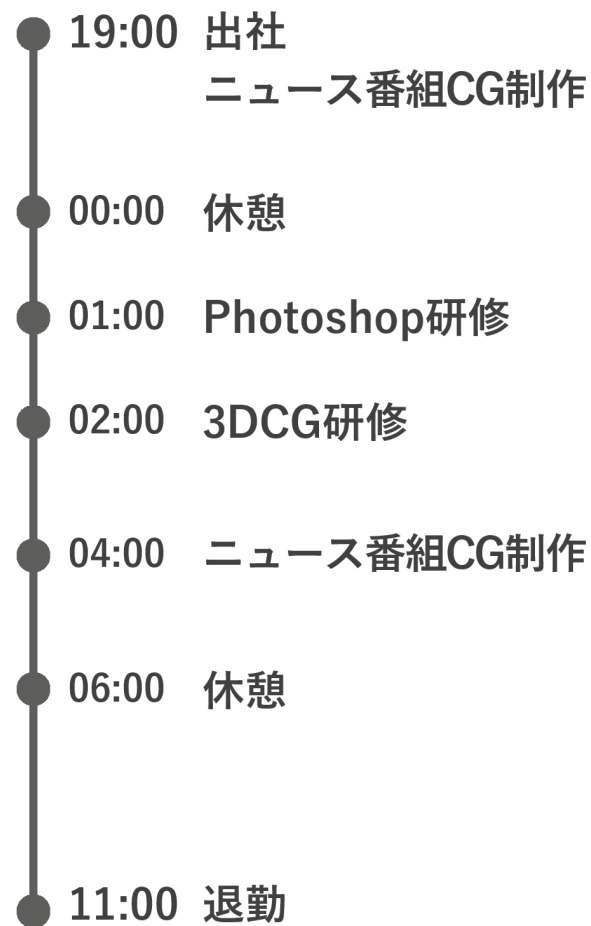 19:00 出社
ニュース番組CG制作
00:00 休憩
01:00 Photoshop研修
02:00 3DCG研修
04:00 ニュース番組CG制作
06:00 休憩
11:00 退勤